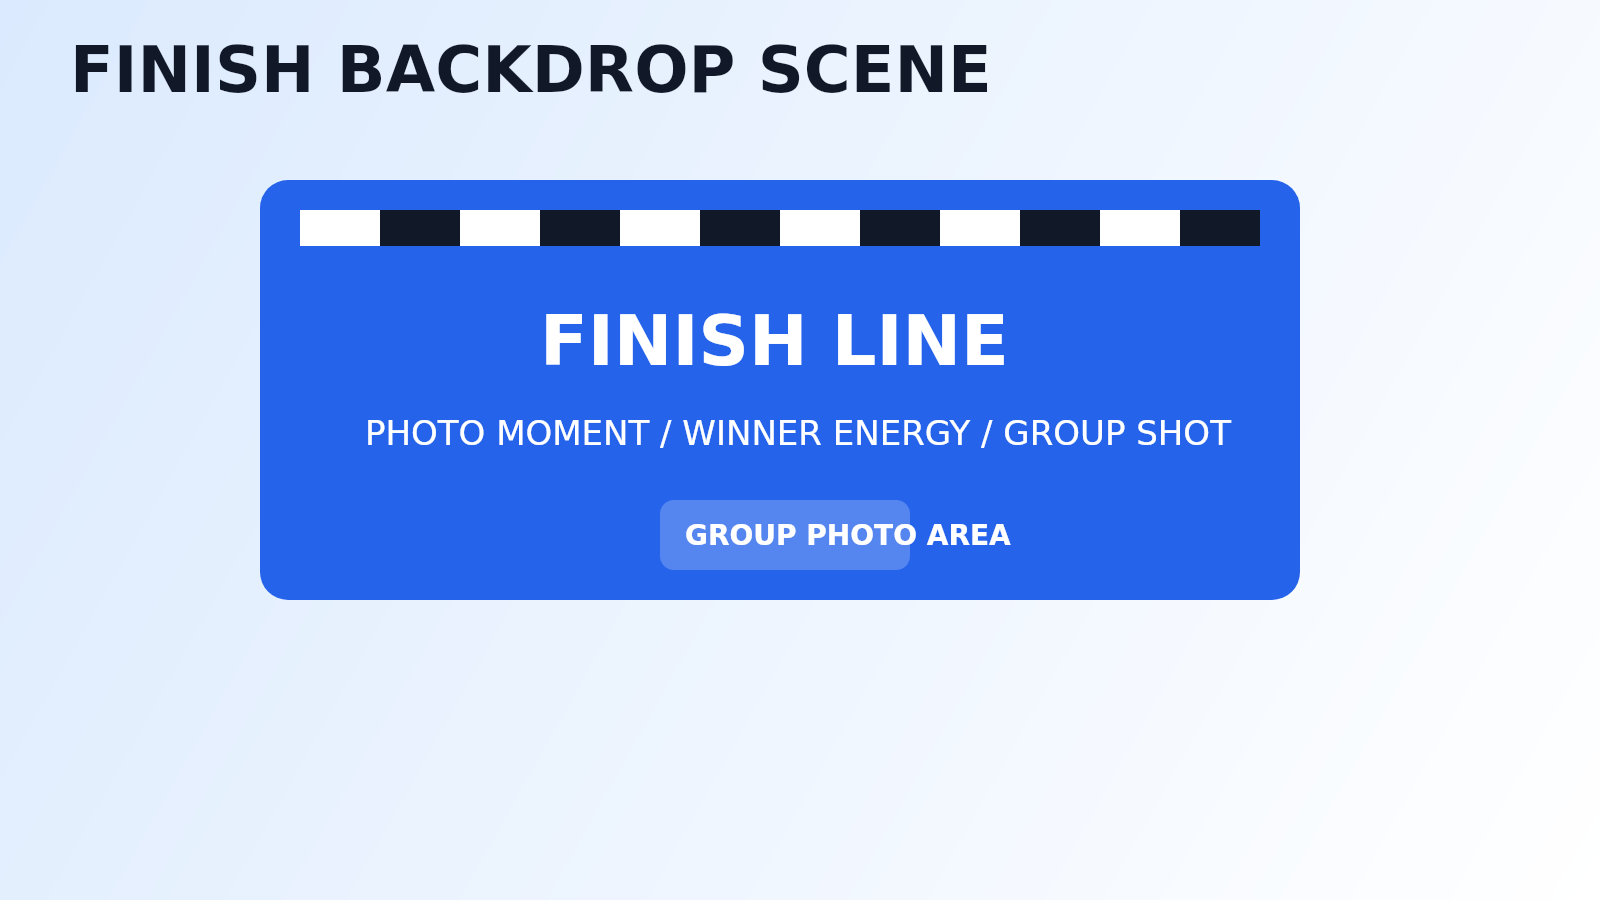 FINISH BACKDROP SCENE
FINISH LINE
PHOTO MOMENT / WINNER ENERGY / GROUP SHOT
GROUP PHOTO AREA